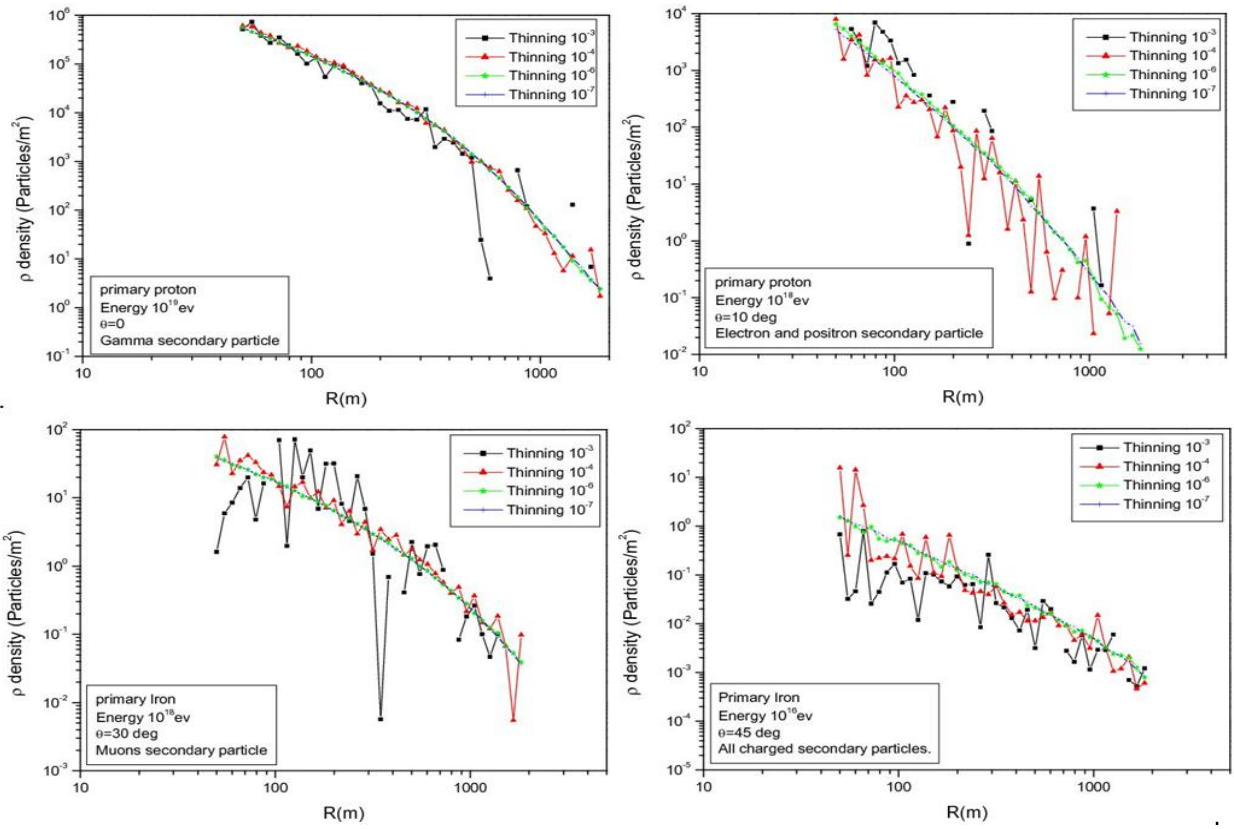 10⁶
10⁵
10⁴
10³
10²
10¹
10⁰
10⁻¹
ρ density (Particles/m²)
Thinning 10⁻³
Thinning 10⁻⁴
Thinning 10⁻⁶
Thinning 10⁻⁷
primary proton
Energy 10¹⁹ev
θ=0
Gamma secondary particle
10 100 1000
R(m)
10⁴
10³
10²
10¹
10⁰
10⁻¹
10⁻²
ρ density (Particles/m²)
Thinning 10⁻³
Thinning 10⁻⁴
Thinning 10⁻⁶
Thinning 10⁻⁷
primary proton
Energy 10¹⁸ev
θ=10 deg
Electron and positron secondary particle
10 100 1000
R(m)
10²
10¹
10⁰
10⁻¹
10⁻²
10⁻³
ρ density (Particles/m²)
Thinning 10⁻³
Thinning 10⁻⁴
Thinning 10⁻⁶
Thinning 10⁻⁷
primary Iron
Energy 10¹⁸ev
θ=30 deg
Muons secondary particle
10 100 1000
R(m)
10²
10¹
10⁰
10⁻¹
10⁻²
10⁻³
10⁻⁴
10⁻⁵
ρ density (Particles/m²)
Thinning 10⁻³
Thinning 10⁻⁴
Thinning 10⁻⁶
Thinning 10⁻⁷
Primary Iron
Energy 10¹⁶ev
θ=45 deg
All charged secondary particles.
10 100 1000
R(m)